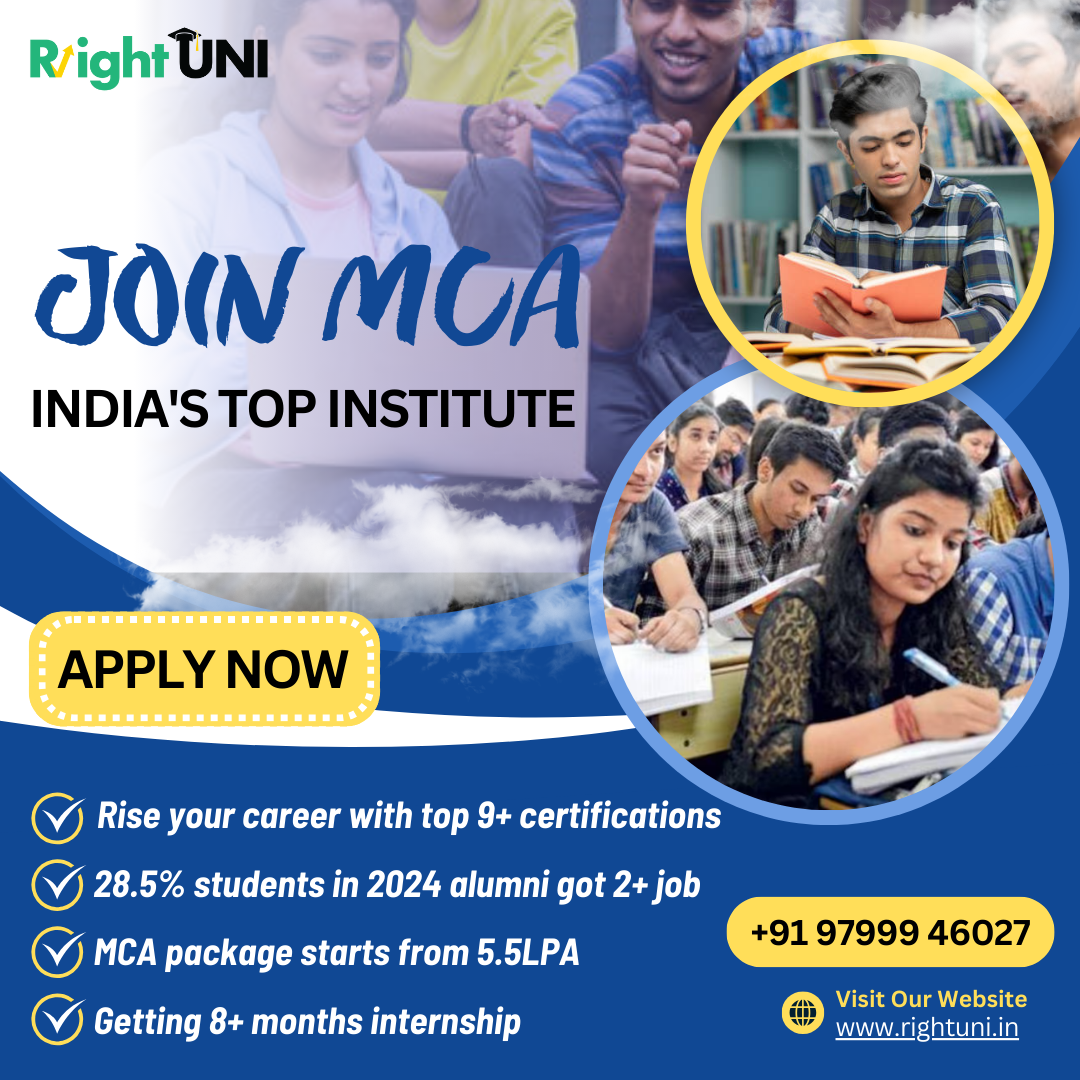 Right UNI
JOIN MCA
INDIA'S TOP INSTITUTE
APPLY NOW
Rise your career with top 9+ certifications
28.5% students in 2024 alumni got 2+ job
MCA package starts from 5.5LPA
Getting 8+ months internship
+91 97999 46027
Visit Our Website
www.rightuni.in